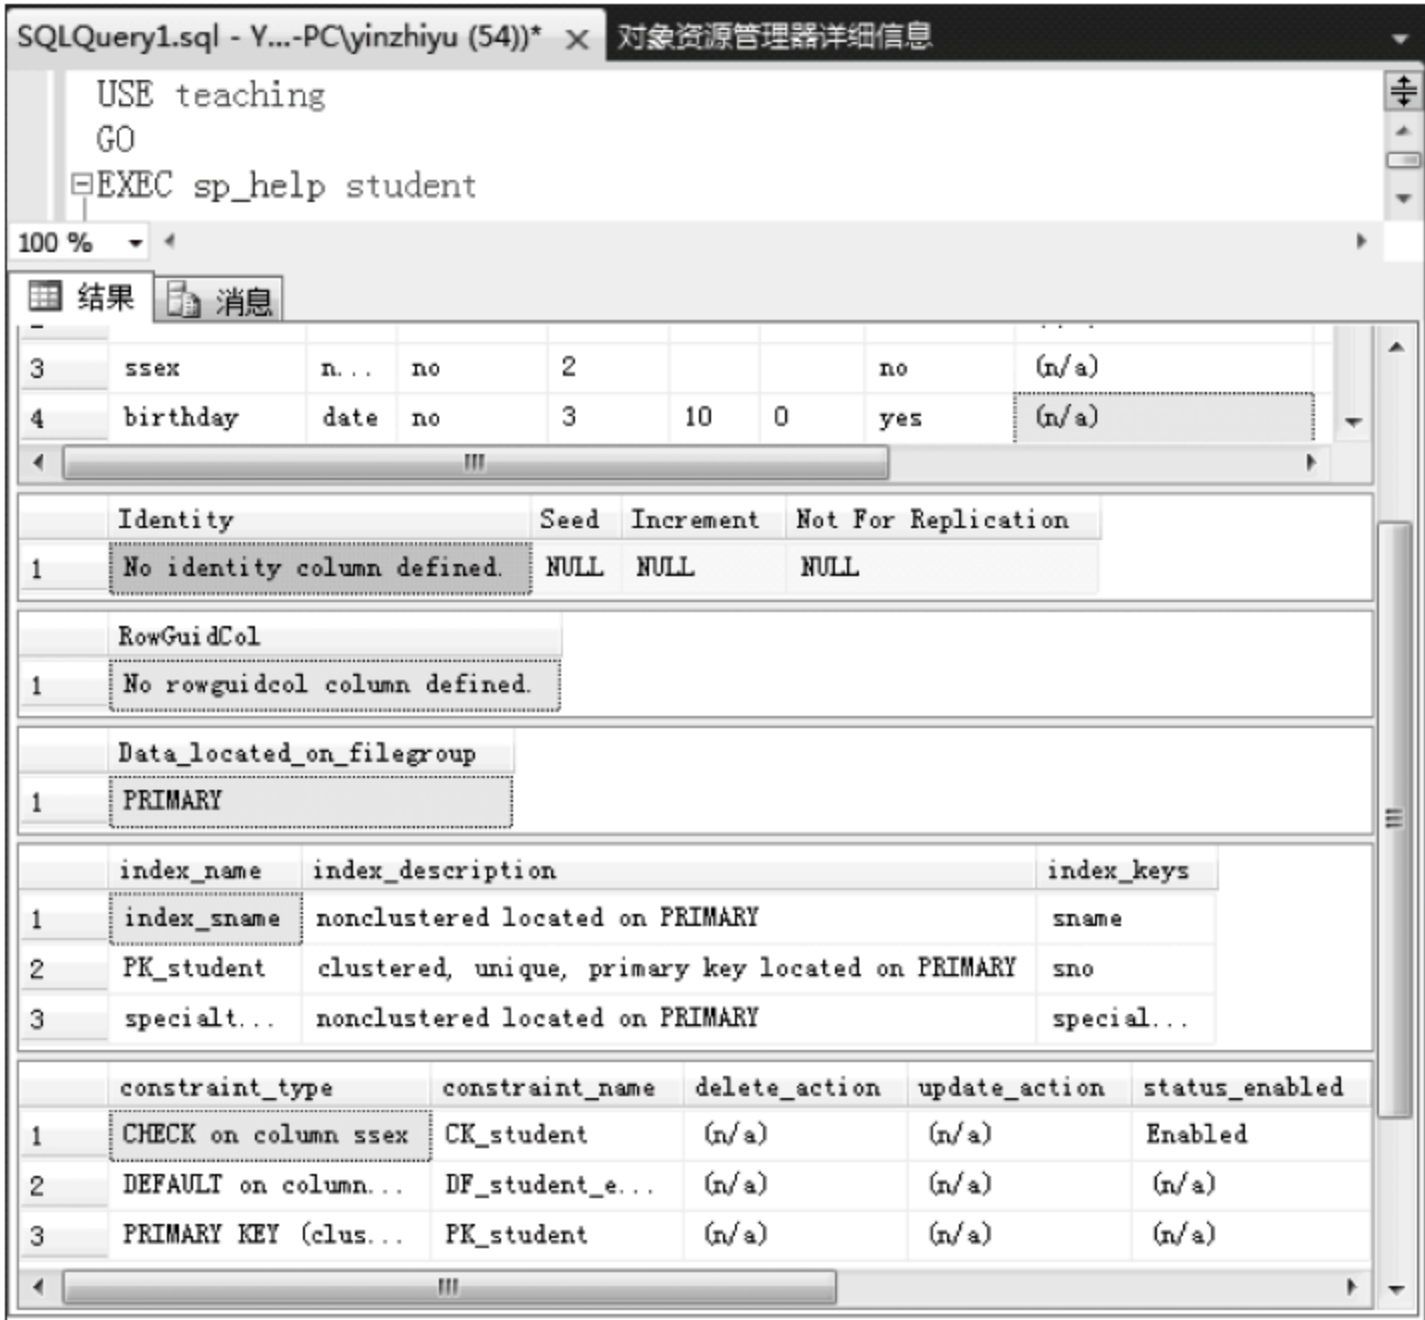 SQLQuery1.sql - Y...-PC\yinzhiyu (54))* × 对象资源管理器详细信息
USE teaching
GO
EXEC sp_help student
100 %
结果 消息
3 ssex n... no 2 no (n/a)
4 birthday date no 3 10 0 yes (n/a)
Identity Seed Increment Not For Replication
1 No identity column defined. NULL NULL NULL
RowGuidCol
1 No rowguidcol column defined.
Data_located_on_filegroup
1 PRIMARY
index_name index_description index_keys
1 index_sname nonclustered located on PRIMARY sname
2 PK_student clustered, unique, primary key located on PRIMARY sno
3 specialt... nonclustered located on PRIMARY special...
constraint_type constraint_name delete_action update_action status_enabled
1 CHECK on column ssex CK_student (n/a) (n/a) Enabled
2 DEFAULT on column... DF_student_e... (n/a) (n/a) (n/a)
3 PRIMARY KEY (clus... PK_student (n/a) (n/a) (n/a)